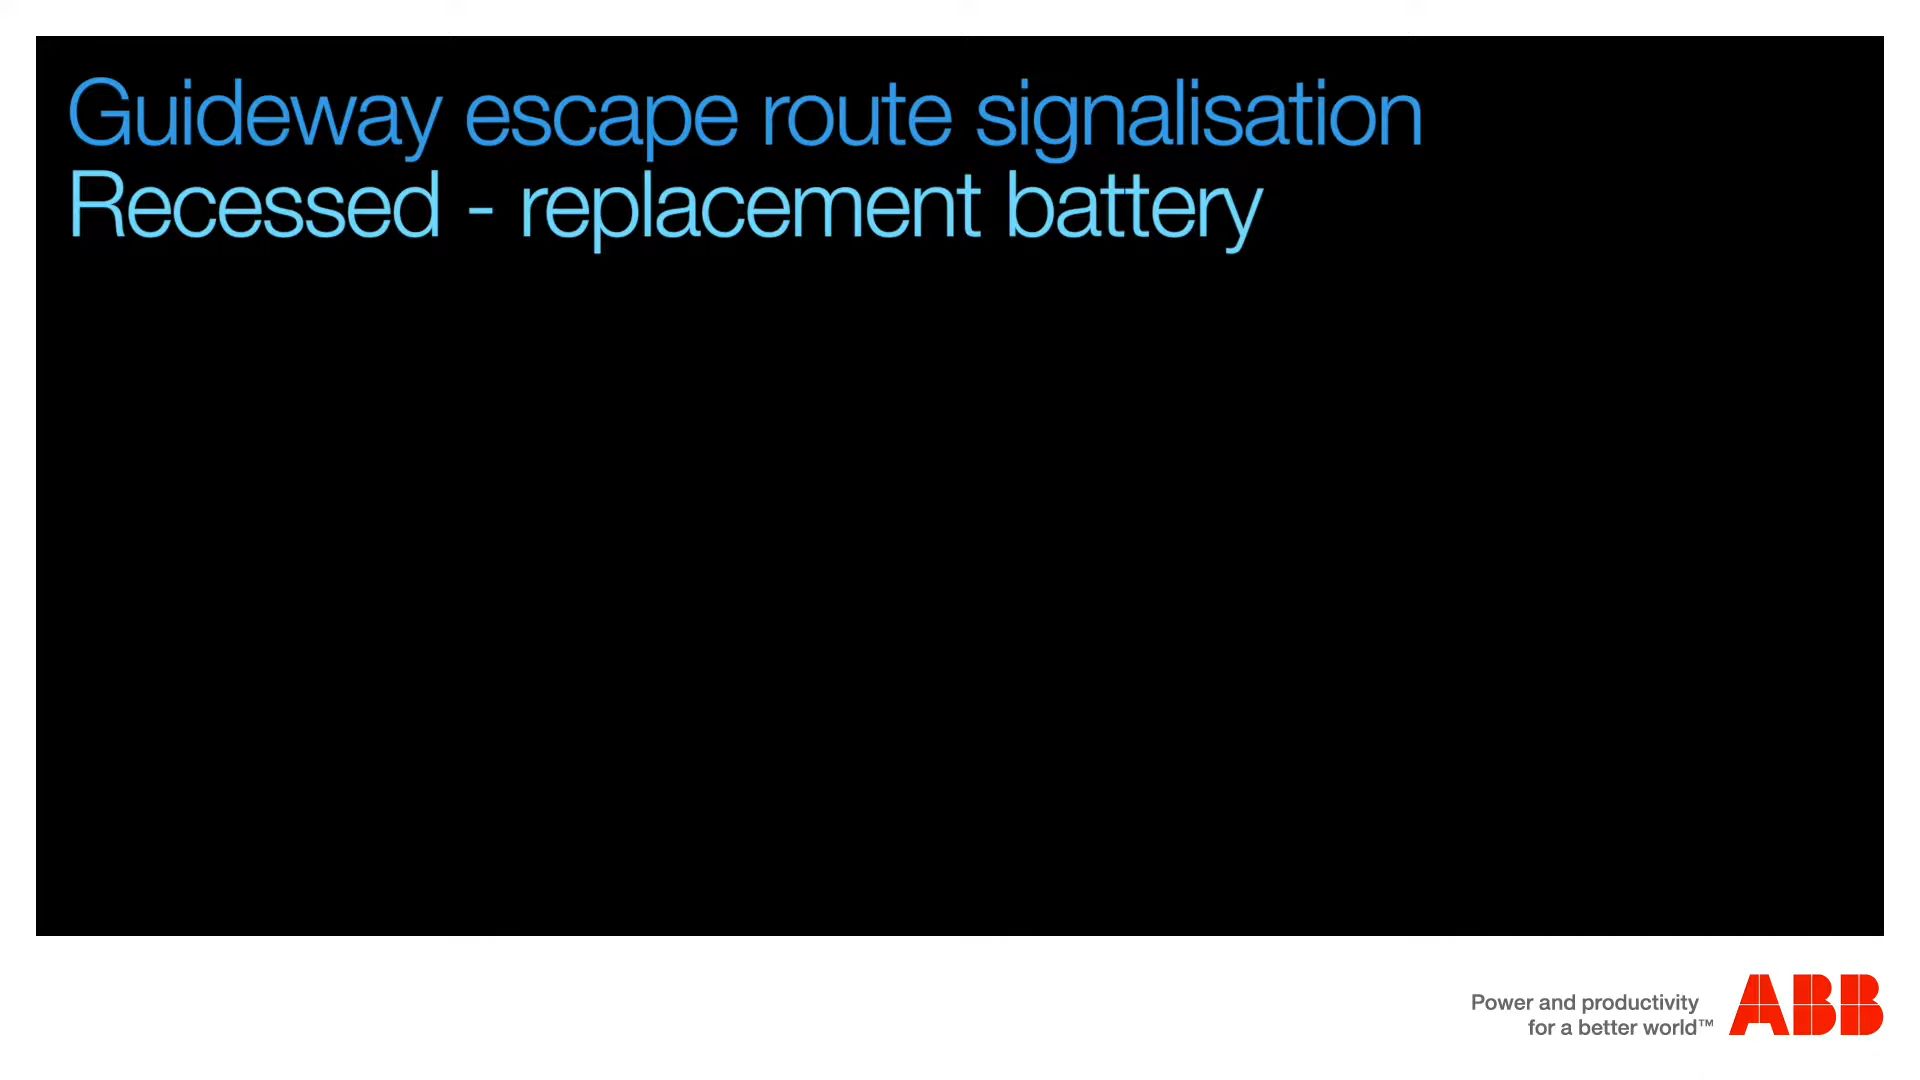 Guideway escape route signalisation
Recessed - replacement battery
Power and productivity
for a better world™
ABB